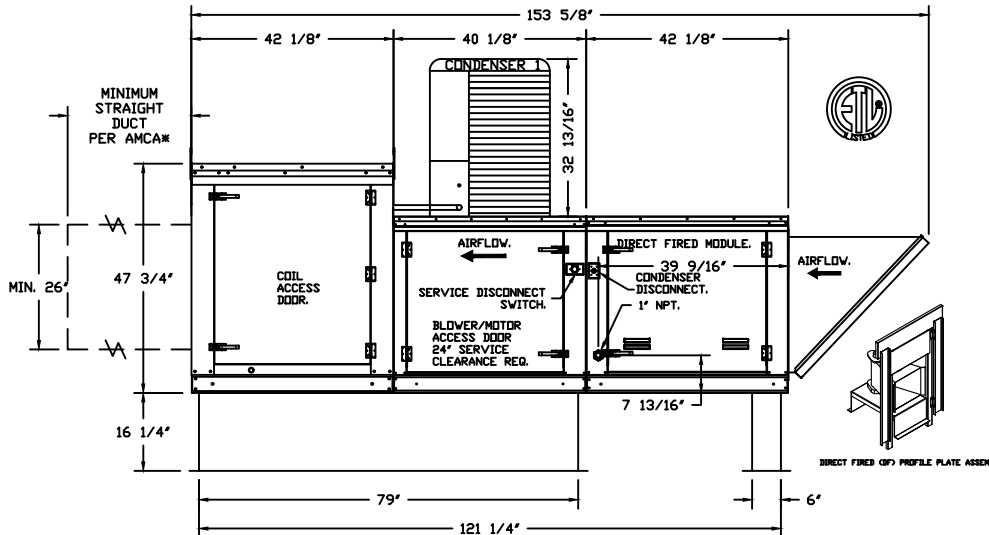 153 5/8"
42 1/8"
40 1/8"
42 1/8"
CONDENSER 1
MINIMUM
STRAIGHT
DUCT
PER AMCA*
32 13/16"
ETL
LISTED
AIRFLOW.
DIRECT FIRED MODULE.
39 9/16"
AIRFLOW.
MIN. 26"
47 3/4"
COIL
ACCESS
DOOR.
SERVICE DISCONNECT
SWITCH.
CONDENSER
DISCONNECT.
1" NPT.
BLOWER/MOTOR
ACCESS DOOR
24" SERVICE
CLEARANCE REQ.
7 13/16"
16 1/4"
DIRECT FIRED (DF) PROFILE PLATE ASSEM
79"
6"
121 1/4"